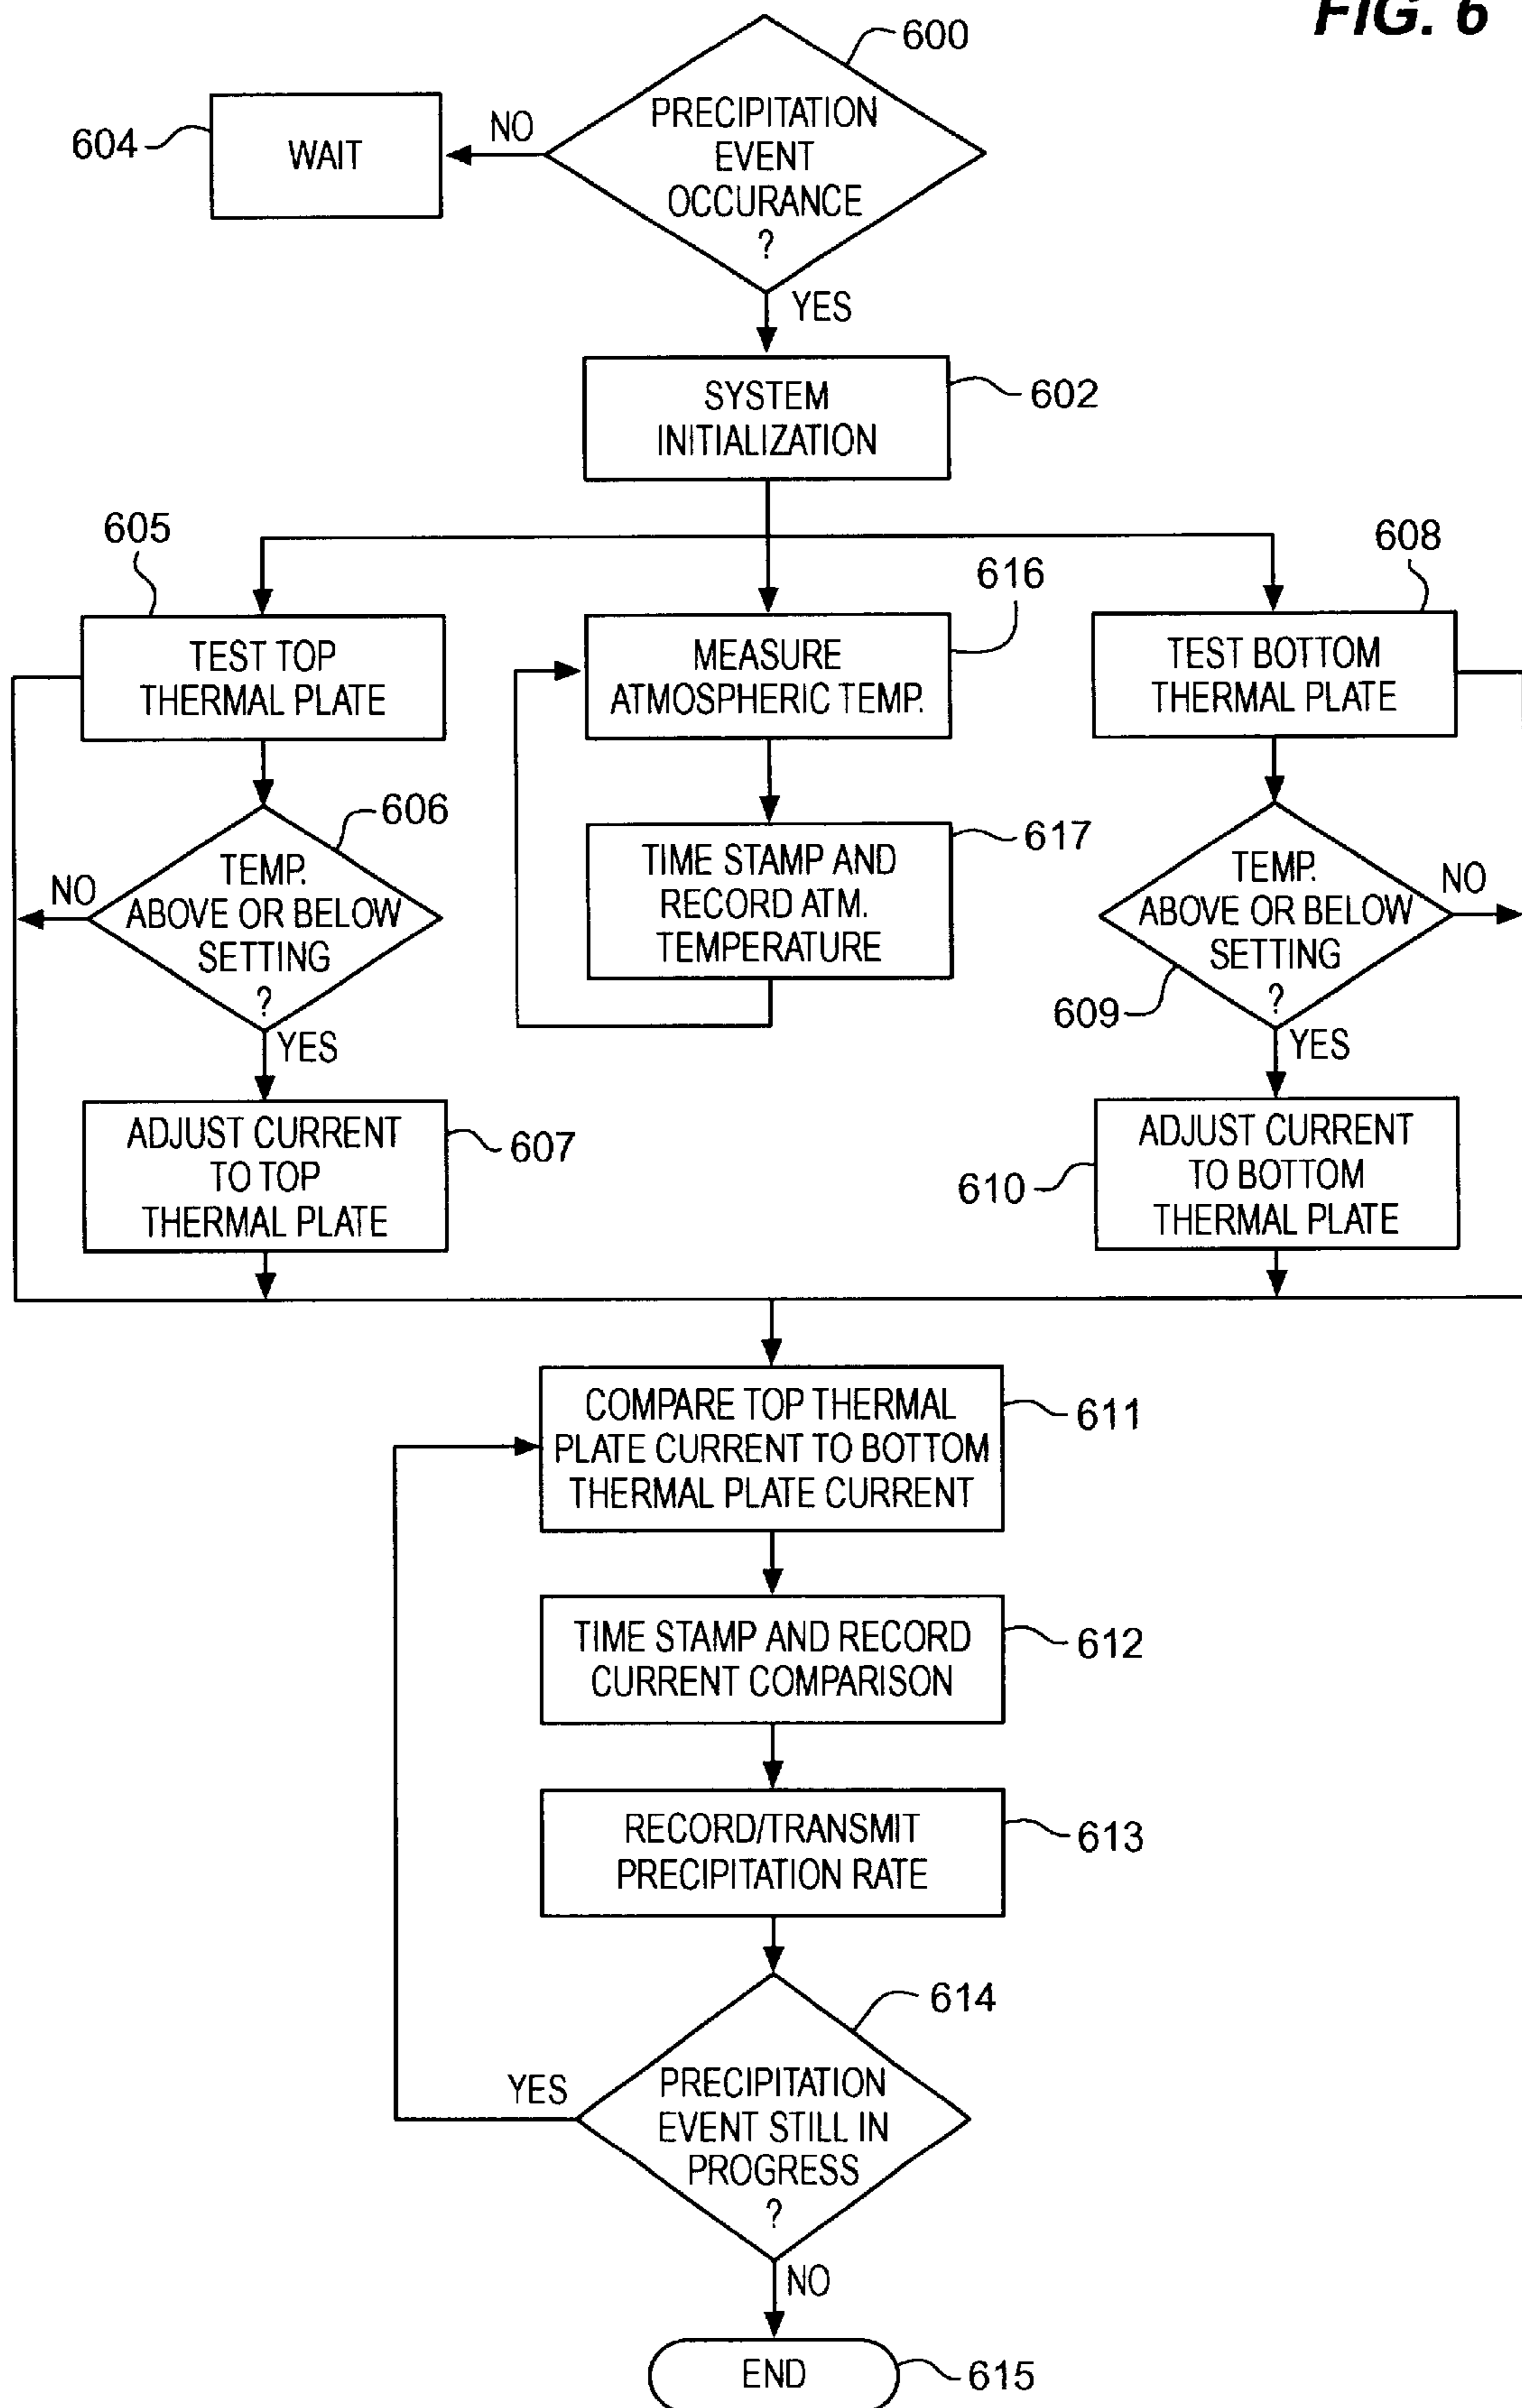 FIG. 6
600
PRECIPITATION
EVENT
OCCURANCE
?
NO
604
WAIT
YES
SYSTEM
INITIALIZATION
602
605
TEST TOP
THERMAL PLATE
616
MEASURE
ATMOSPHERIC TEMP.
608
TEST BOTTOM
THERMAL PLATE
606
TEMP.
ABOVE OR BELOW
SETTING
?
NO
YES
617
TIME STAMP AND
RECORD ATM.
TEMPERATURE
TEMP.
ABOVE OR BELOW
SETTING
?
NO
609
YES
ADJUST CURRENT
TO TOP
THERMAL PLATE
607
ADJUST CURRENT
TO BOTTOM
THERMAL PLATE
610
COMPARE TOP THERMAL
PLATE CURRENT TO BOTTOM
THERMAL PLATE CURRENT
611
TIME STAMP AND RECORD
CURRENT COMPARISON
612
RECORD/TRANSMIT
PRECIPITATION RATE
613
614
PRECIPITATION
EVENT STILL IN
PROGRESS
?
YES
NO
END
615